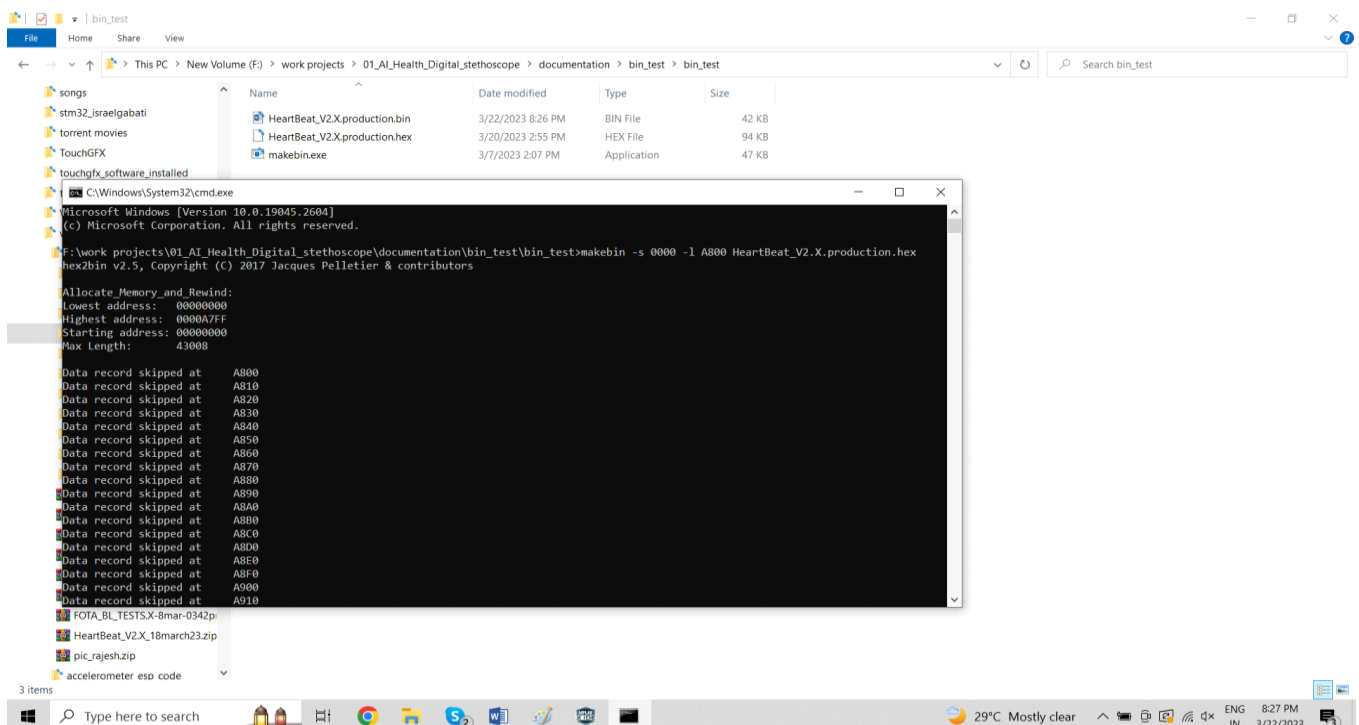 bin_test
File Home Share View
This PC > New Volume (F:) > work projects > 01_AI_Health_Digital_stethoscope > documentation > bin_test > bin_test
Search bin_test
songs
stm32_israelgabati
torrent movies
TouchGFX
touchgfx_software_installed
Name Date modified Type Size
HeartBeat_V2.X.production.bin 3/22/2023 8:26 PM BIN File 42 KB
HeartBeat_V2.X.production.hex 3/20/2023 2:55 PM HEX File 94 KB
makebin.exe 3/7/2023 2:07 PM Application 47 KB
C:\Windows\System32\cmd.exe
Microsoft Windows [Version 10.0.19045.2604]
(c) Microsoft Corporation. All rights reserved.
F:\work projects\01_AI_Health_Digital_stethoscope\documentation\bin_test\bin_test>makebin -s 0000 -l A800 HeartBeat_V2.X.production.hex
hex2bin v2.5, Copyright (C) 2017 Jacques Pelletier & contributors
Allocate_Memory_and_Rewind:
Lowest address: 00000000
Highest address: 0000A7FF
Starting address: 00000000
Max Length: 43008
Data record skipped at A800
Data record skipped at A810
Data record skipped at A820
Data record skipped at A830
Data record skipped at A840
Data record skipped at A850
Data record skipped at A860
Data record skipped at A870
Data record skipped at A880
Data record skipped at A890
Data record skipped at A8A0
Data record skipped at A8B0
Data record skipped at A8C0
Data record skipped at A8D0
Data record skipped at A8E0
Data record skipped at A8F0
Data record skipped at A900
Data record skipped at A910
FOTA_BL_TESTS.X-8mar-0342p
HeartBeat_V2.X_18march23.zip
pic_rajesh.zip
accelerometer esp code
3 items
Type here to search
29°C Mostly clear
ENG
IN
8:27 PM
3/22/2023